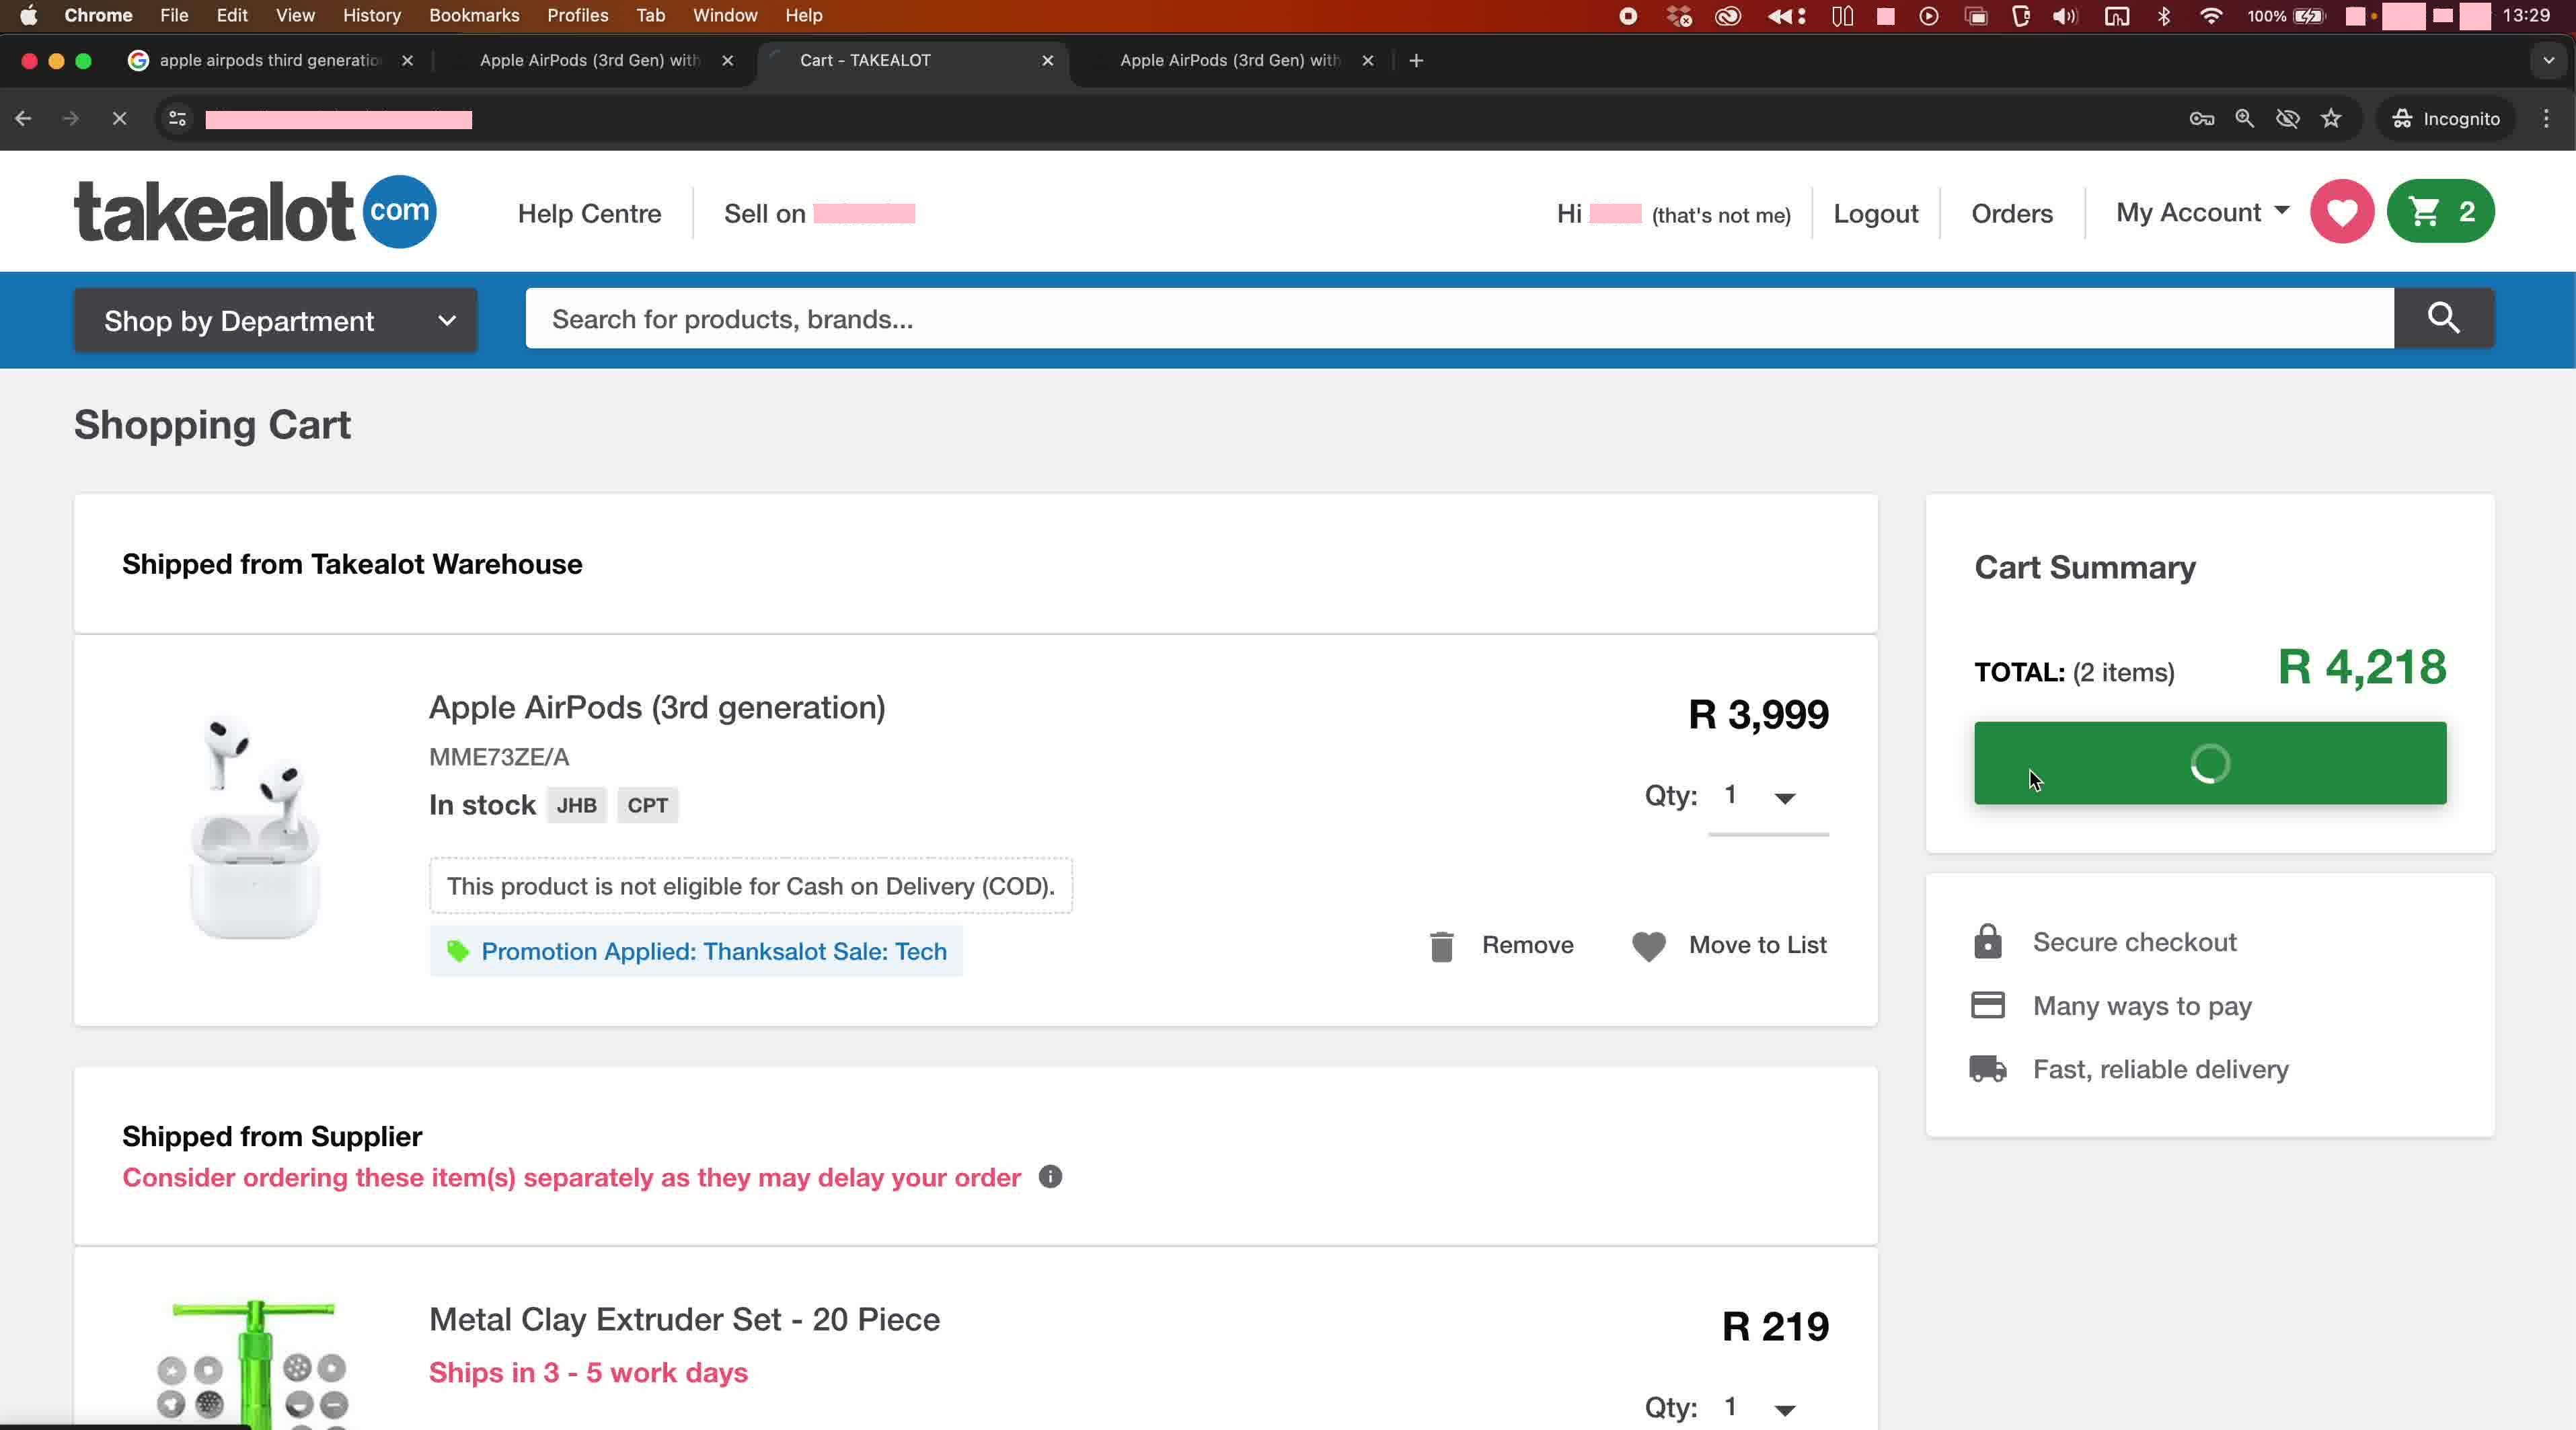 Chrome File Edit View History Bookmarks Profiles Tab Window Help 100% 13:29
apple airpods third generatio Apple AirPods (3rd Gen) with Cart - TAKEALOT Apple AirPods (3rd Gen) with
Incognito
takealot com Help Centre Sell on Hi (that's not me) Logout Orders My Account 2
Shop by Department Search for products, brands...
Shopping Cart
Shipped from Takealot Warehouse
Apple AirPods (3rd generation)
MME73ZE/A
In stock JHB CPT
This product is not eligible for Cash on Delivery (COD).
Promotion Applied: Thanksalot Sale: Tech
R 3,999
Qty: 1
Remove Move to List
Shipped from Supplier
Consider ordering these item(s) separately as they may delay your order
Metal Clay Extruder Set - 20 Piece
Ships in 3 - 5 work days
R 219
Qty: 1
Cart Summary
TOTAL: (2 items) R 4,218
Secure checkout
Many ways to pay
Fast, reliable delivery